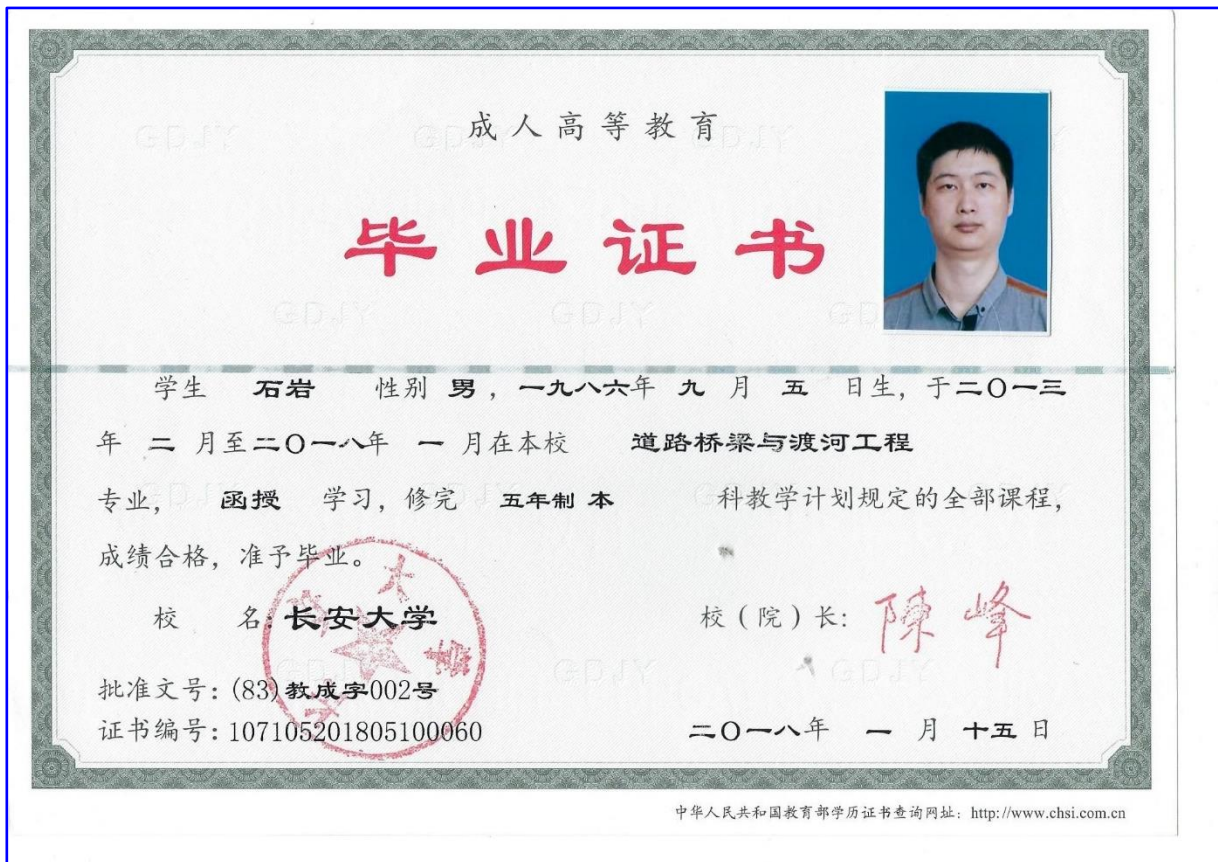 成人高等教育
毕业证书
学生 石岩 性别 男，一九八六年 九 月 五 日生，于二〇一三
年 二 月至二〇一八年 一 月在本校 道路桥梁与渡河工程
专业， 函授 学习，修完 五年制 本 科教学计划规定的全部课程，
成绩合格，准予毕业。
校 名：长安大学 校（院）长：陳峰
批准文号：(83)教成字002号
证书编号：107105201805100060 二〇一八年 一 月 十五 日
中华人民共和国教育部学历证书查询网址：http://www.chsi.com.cn
GDJY